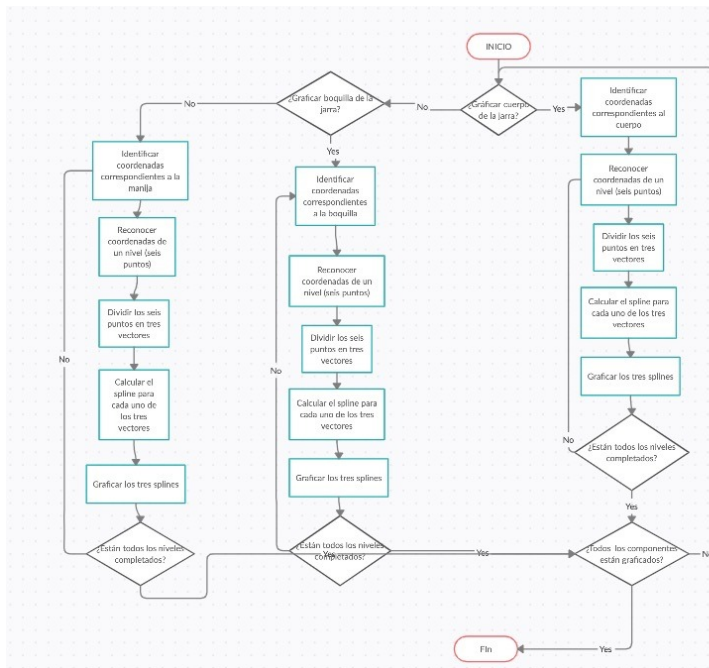 INICIO
¿Graficar cuerpo
de la jarra?
No
Yes
¿Graficar boquilla de la
jarra?
No
Yes
Identificar
coordenadas
correspondientes a la
manija
Reconocer
coordenadas de
un nivel (seis
puntos)
Dividir los seis
puntos en tres
vectores
Calcular el
spline para
cada uno de
los tres
vectores
Graficar los tres splines
¿Están todos los niveles
completados?
No
Yes
Identificar
coordenadas
correspondientes
a la boquilla
Reconocer
coordenadas de un
nivel (seis puntos)
Dividir los seis
puntos en tres
vectores
Calcular el spline para
cada uno de los tres
vectores
Graficar los tres splines
¿Están todos los niveles
completados?
No
Yes
Identificar
coordenadas
correspondientes al
cuerpo
Reconocer
coordenadas de un
nivel (seis puntos)
Dividir los seis
puntos en tres
vectores
Calcular el spline para
cada uno de los tres
vectores
Graficar los tres splines
¿Están todos los niveles
completados?
No
Yes
¿Todos los componentes
están graficados?
Yes
FIn